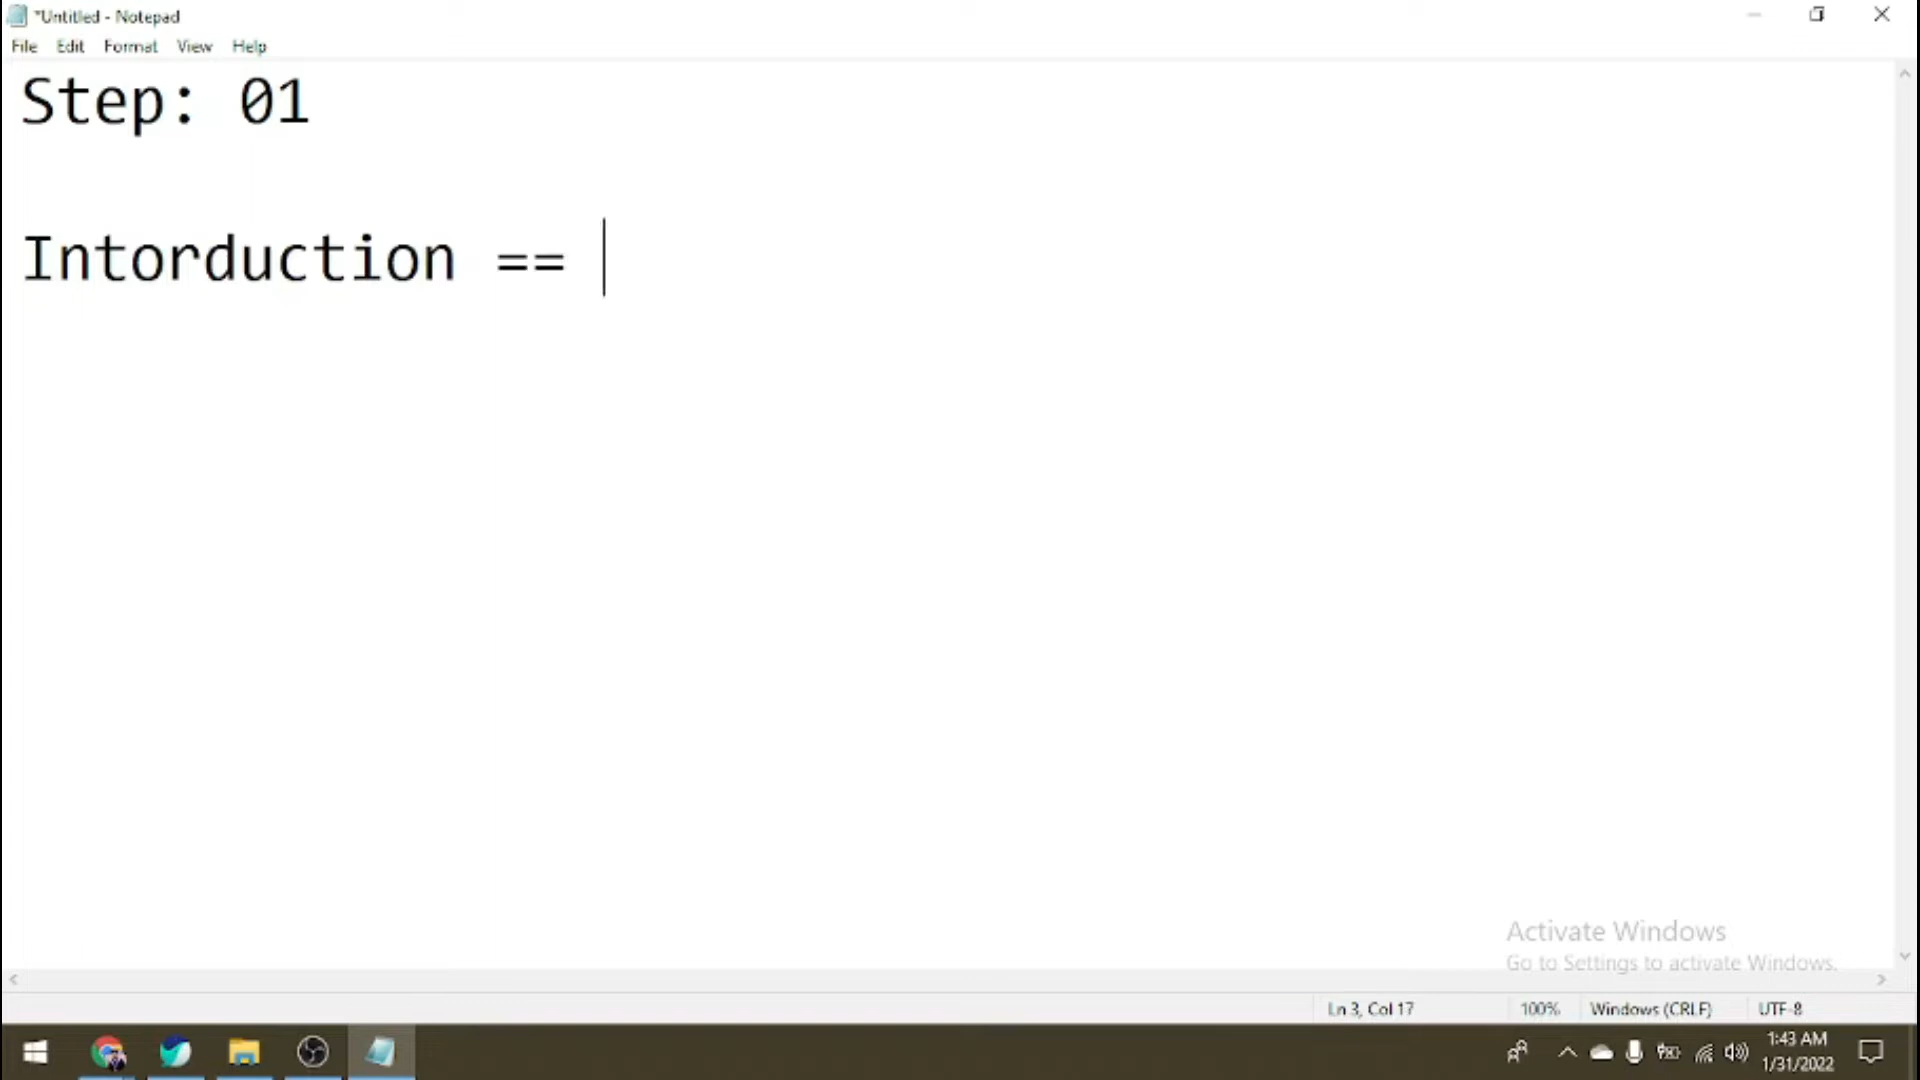 *Untitled - Notepad
File Edit Format View Help
Step: 01
Intorduction ==
Activate Windows
Go to Settings to activate Windows.
Ln 3, Col 17 100% Windows (CRLF) UTF-8
1:43 AM
1/31/2022